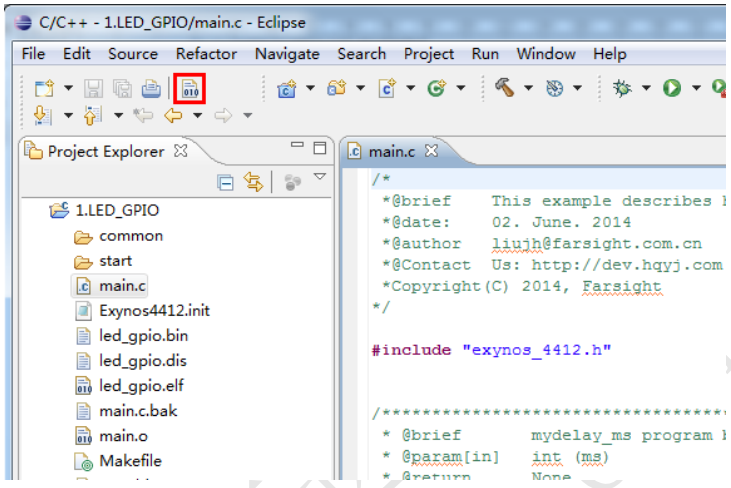 C/C++ - 1.LED_GPIO/main.c - Eclipse
File Edit Source Refactor Navigate Search Project Run Window Help
010
Project Explorer
1.LED_GPIO
common
start
main.c
Exynos4412.init
led_gpio.bin
led_gpio.dis
led_gpio.elf
main.c.bak
main.o
Makefile
main.c
/*
*@brief This example describes
*@date: 02. June. 2014
*@author liujh@farsight.com.cn
*@Contact Us: http://dev.hqyj.com
*Copyright(C) 2014, Farsight
*/
#include "exynos_4412.h"
/**********************************
* @brief mydelay_ms program
* @param[in] int (ms)
* @return None